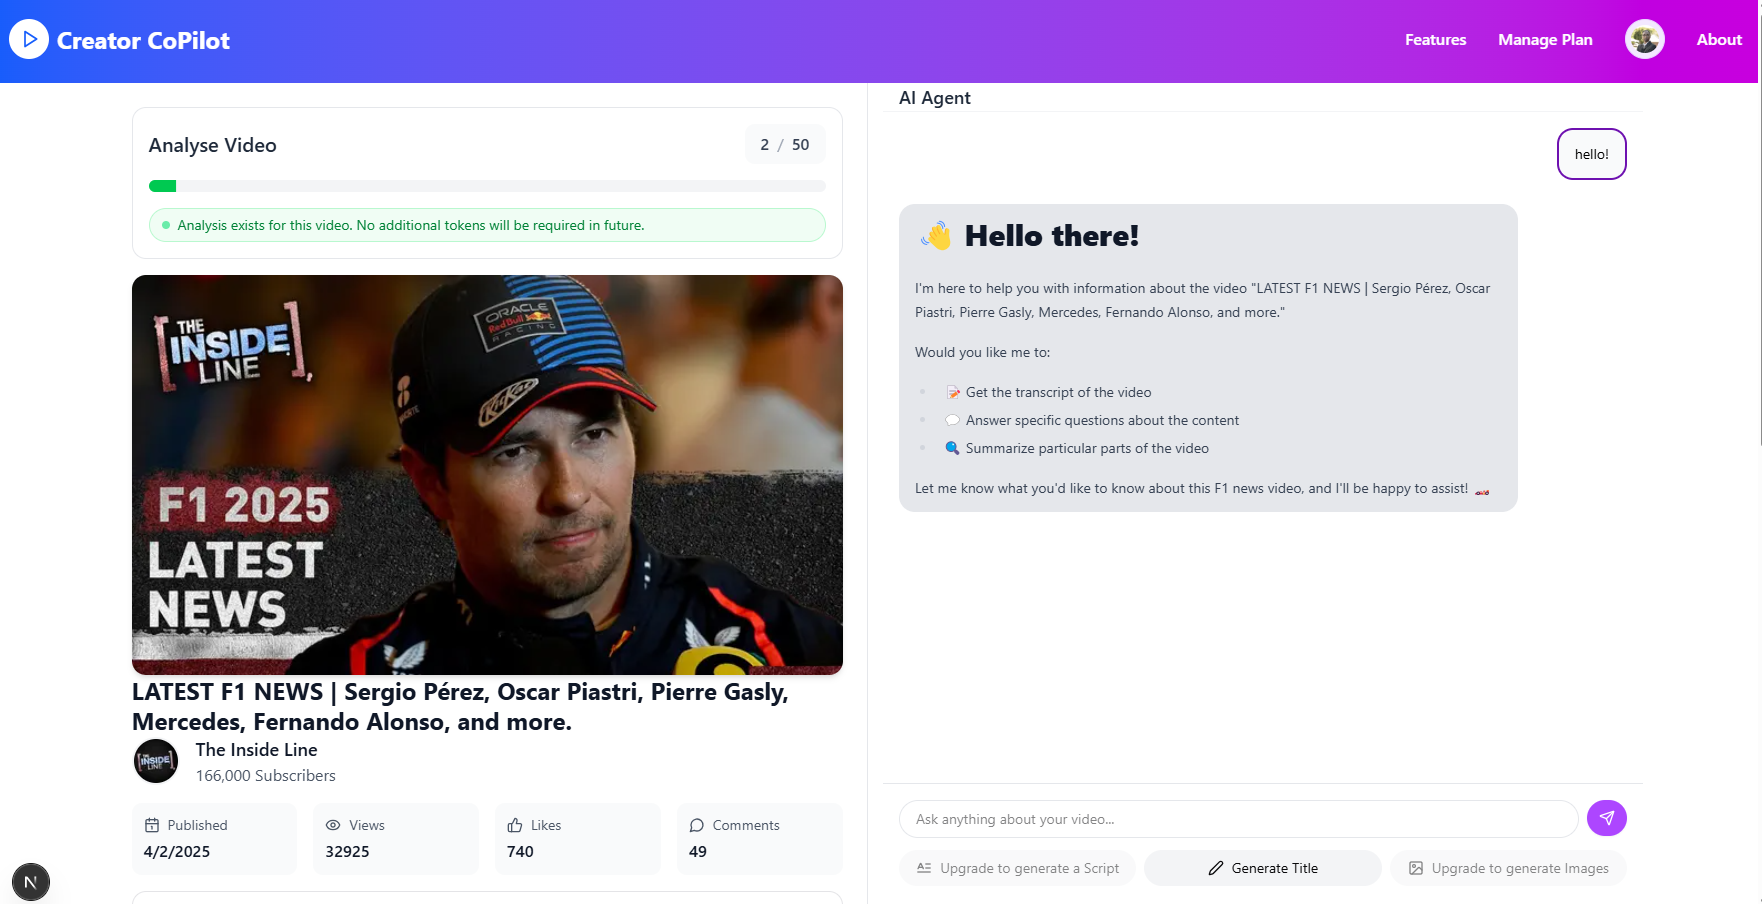 Creator CoPilot
Features
Manage Plan
About
Analyse Video
2 / 50
Analysis exists for this video. No additional tokens will be required in future.
THE
INSIDE
LINE
ORACLE
Red Bull
RACING
KitKat
F1 2025
LATEST
NEWS
LATEST F1 NEWS | Sergio Pérez, Oscar Piastri, Pierre Gasly,
Mercedes, Fernando Alonso, and more.
THE
INSIDE
LINE
The Inside Line
166,000 Subscribers
Published
4/2/2025
Views
32925
Likes
740
Comments
49
N
AI Agent
hello!
👋 Hello there!
I'm here to help you with information about the video "LATEST F1 NEWS | Sergio Pérez, Oscar
Piastri, Pierre Gasly, Mercedes, Fernando Alonso, and more."
Would you like me to:
📝 Get the transcript of the video
💬 Answer specific questions about the content
🔍 Summarize particular parts of the video
Let me know what you'd like to know about this F1 news video, and I'll be happy to assist! 🏎️
Ask anything about your video...
Upgrade to generate a Script
Generate Title
Upgrade to generate Images